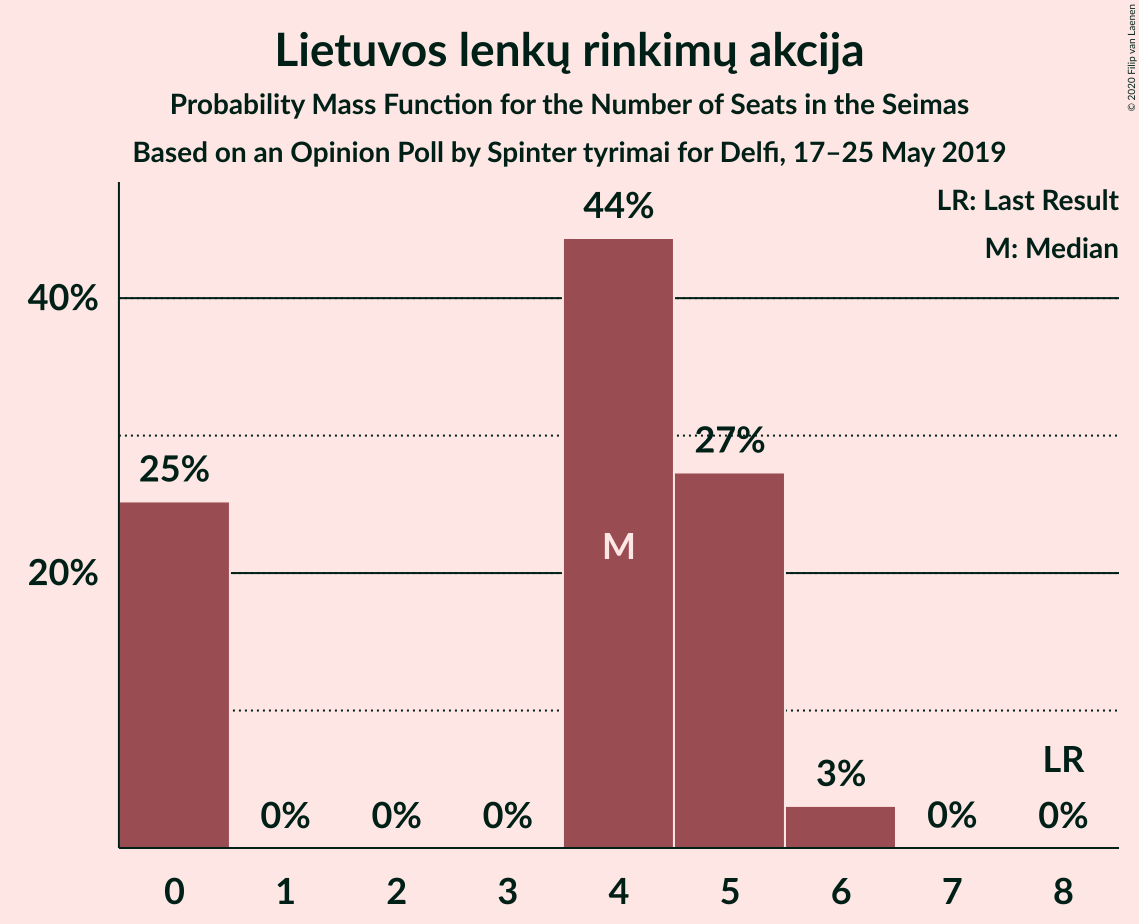 Lietuvos lenkų rinkimų akcija
Probability Mass Function for the Number of Seats in the Seimas
Based on an Opinion Poll by Spinter tyrimai for Delfi, 17–25 May 2019
© 2020 Filip van Laenen
LR: Last Result
M: Median
44%
40%
27%
25%
M
20%
LR
3%
0% 0% 0% 0% 0%
0 1 2 3 4 5 6 7 8